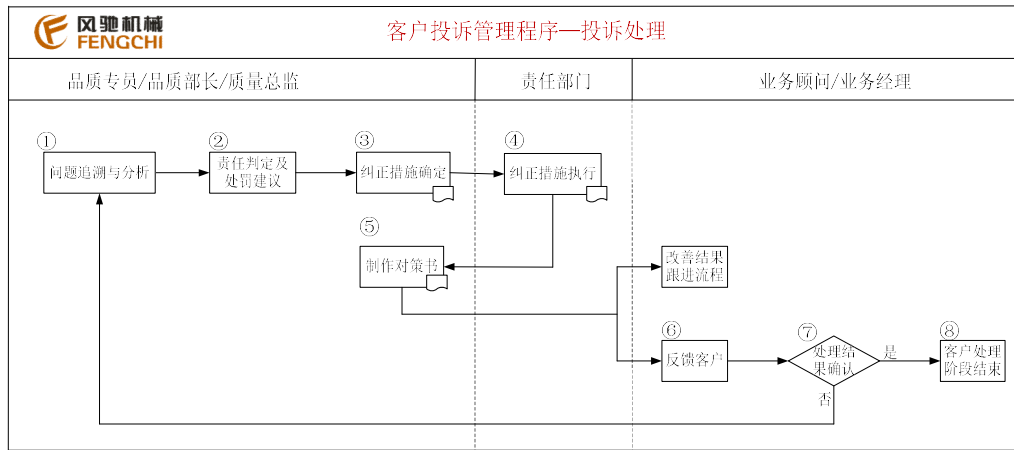 风驰机械
FENGCHI
客户投诉管理程序—投诉处理
品质专员/品质部长/质量总监
责任部门
业务顾问/业务经理
①
问题追溯与分析
②
责任判定及
处罚建议
③
纠正措施确定
④
纠正措施执行
⑤
制作对策书
改善结果
跟进流程
⑥
反馈客户
⑦
处理结
果确认
是
否
⑧
客户处理
阶段结束